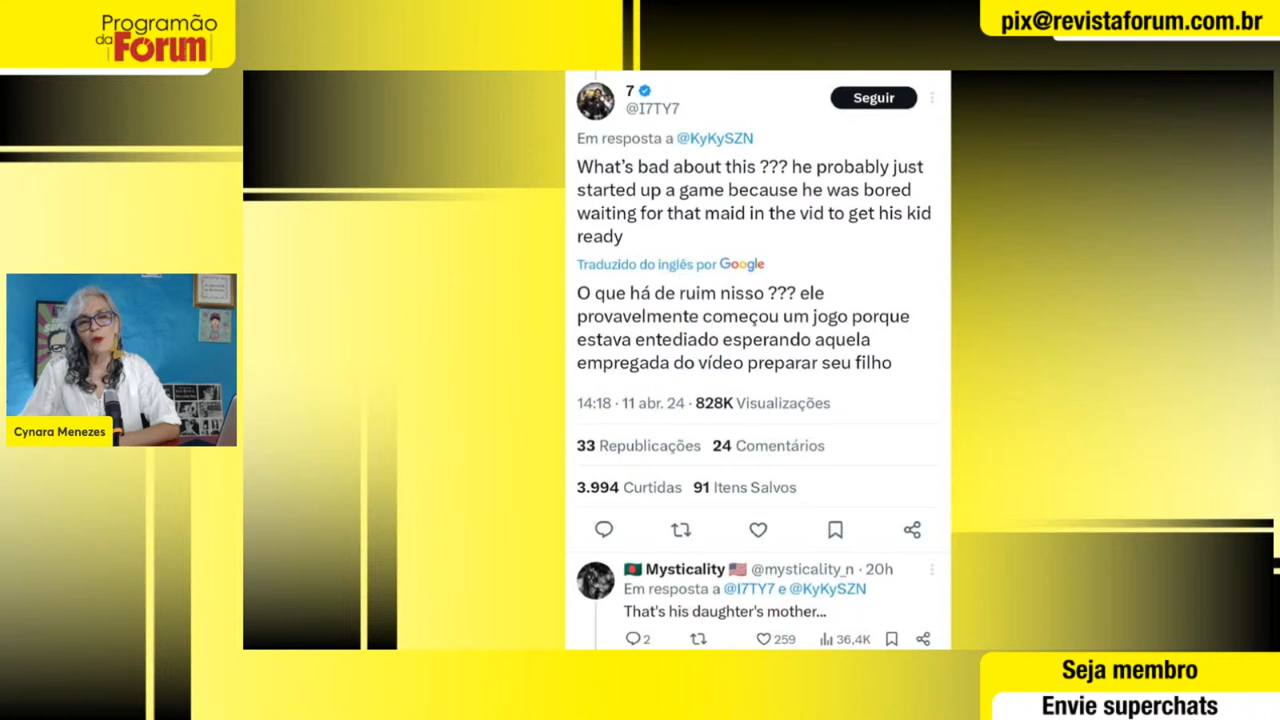 Programão
da Fórum
pix@revistaforum.com.br
7
@I7TY7
Seguir
Em resposta a @KyKySZN
What's bad about this ??? he probably just
started up a game because he was bored
waiting for that maid in the vid to get his kid
ready
Traduzido do inglês por Google
O que há de ruim nisso ??? ele
provavelmente começou um jogo porque
estava entediado esperando aquela
empregada do vídeo preparar seu filho
14:18 · 11 abr. 24 · 828K Visualizações
33 Republicações 24 Comentários
3.994 Curtidas 91 Itens Salvos
Mysticality @mysticality_n · 20h
Em resposta a @I7TY7 e @KyKySZN
That's his daughter's mother...
2 259 36,4K
Cynara Menezes
Seja membro
Envie superchats